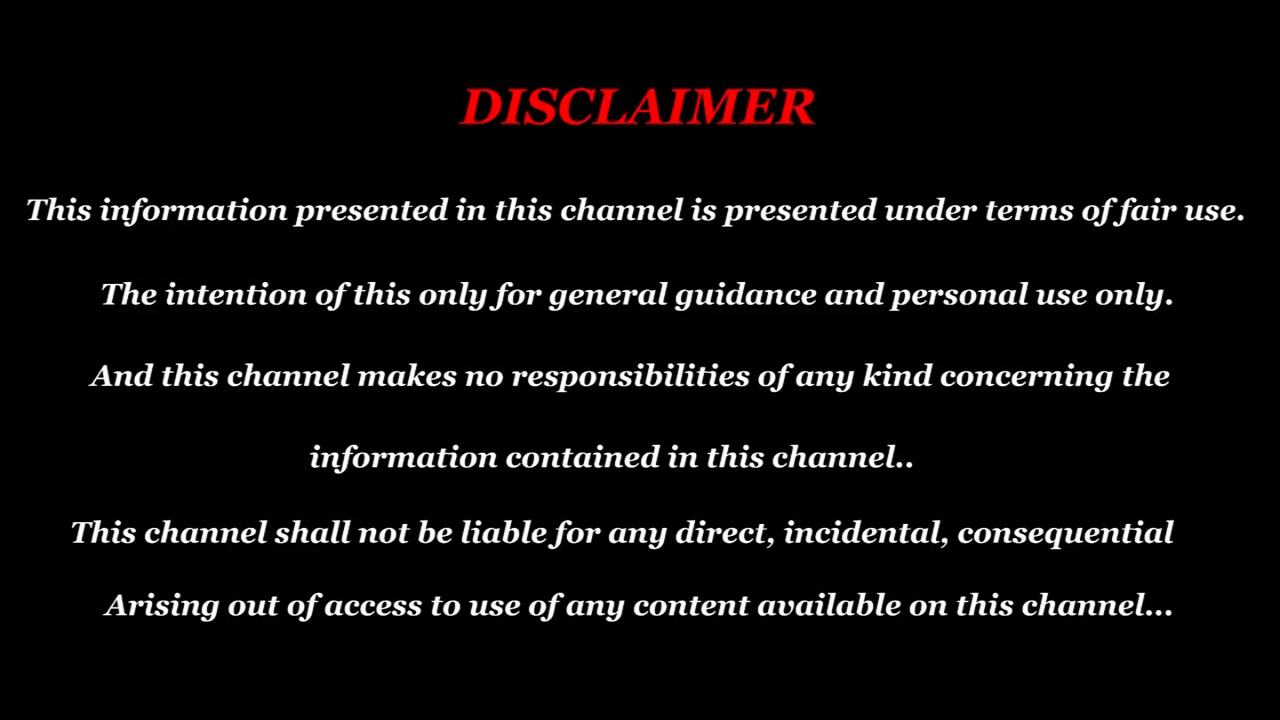 DISCLAIMER
This information presented in this channel is presented under terms of fair use.
The intention of this only for general guidance and personal use only.
And this channel makes no responsibilities of any kind concerning the
information contained in this channel..
This channel shall not be liable for any direct, incidental, consequential
Arising out of access to use of any content available on this channel...